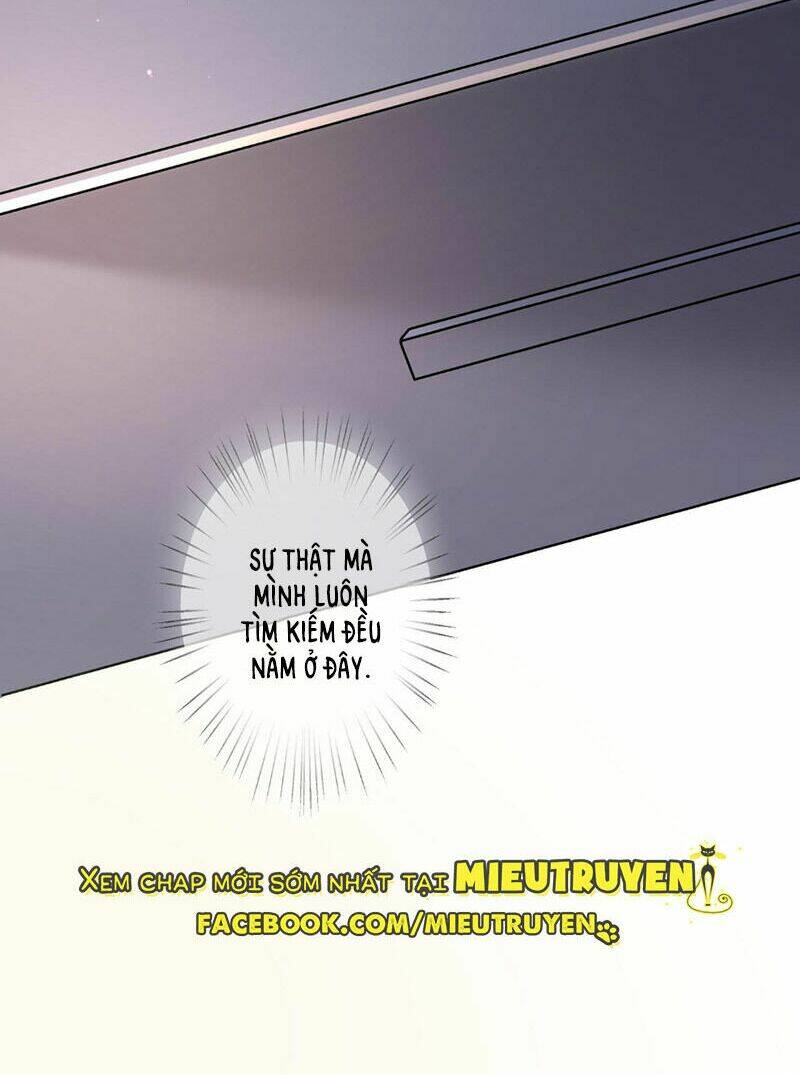 SỰ THẬT MÀ
MÌNH LUÔN
TÌM KIẾM ĐỀU
NẰM Ở ĐÂY.
XEM CHAP MỚI SỚM NHẤT TẠI MIEUTRUYEN
FACEBOOK.COM/MIEUTRUYEN